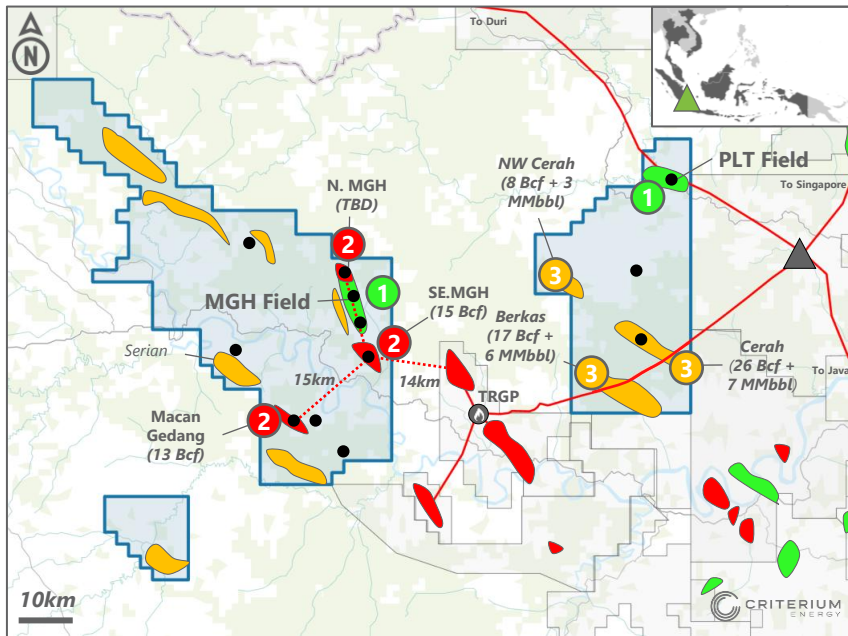 To Duri
N
PLT Field
NW Cerah
(8 Bcf + 3
MMbbl)
To Singapore
1
N. MGH
(TBD)
2
3
MGH Field
1
SE.MGH
(15 Bcf)
2
Berkas
(17 Bcf +
6 MMbbl)
3
3
Cerah
(26 Bcf +
7 MMbbl)
To Java
Serian
15km
14km
TRGP
Macan
Gedang
(13 Bcf)
2
10km
CRITERIUM
ENERGY